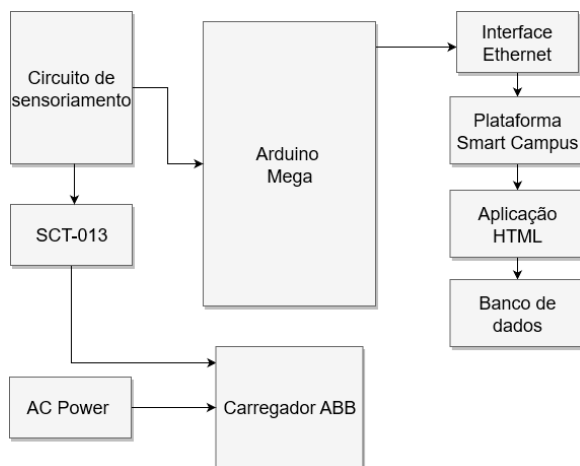 Circuito de
sensoriamento
Arduino
Mega
Interface
Ethernet
Plataforma
Smart Campus
Aplicação
HTML
Banco de
dados
SCT-013
AC Power
Carregador ABB